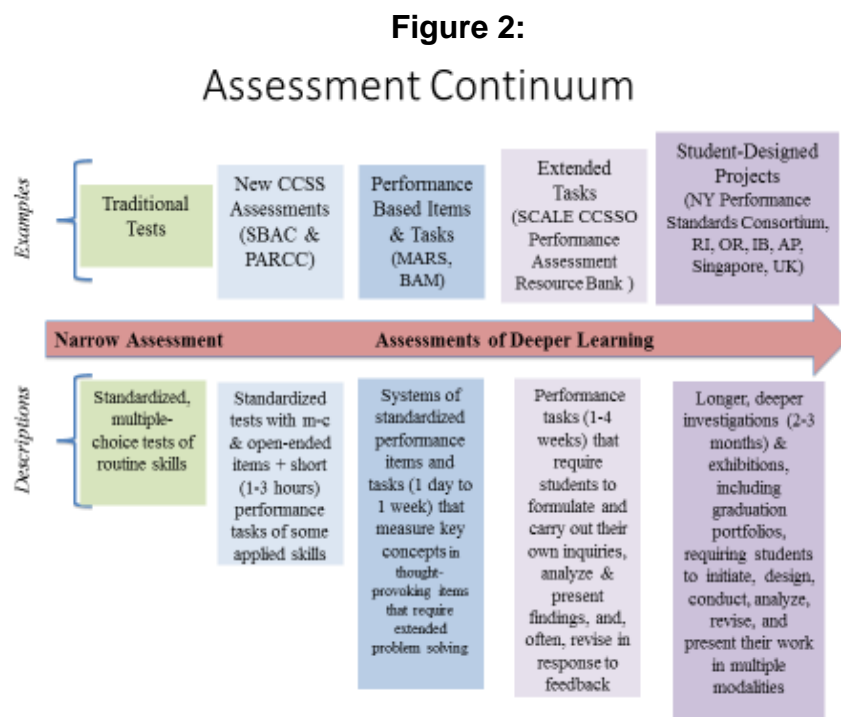 Figure 2:
Assessment Continuum
Examples
Traditional
Tests
New CCSS
Assessments
(SBAC &
PARCC)
Performance
Based Items
& Tasks
(MARS,
BAM)
Extended
Tasks
(SCALE CCSSO
Performance
Assessment
Resource Bank )
Student-Designed
Projects
(NY Performance
Standards Consortium,
RI, OR, IB, AP,
Singapore, UK)
Narrow Assessment
Assessments of Deeper Learning
Descriptions
Standardized,
multiple-
choice tests of
routine skills
Standardized
tests with m-c
& open-ended
items + short
(1-3 hours)
performance
tasks of some
applied skills
Systems of
standardized
performance
items and
tasks (1 day to
1 week) that
measure key
concepts in
thought-
provoking items
that require
extended
problem solving
Performance
tasks (1-4
weeks) that
require
students to
formulate and
carry out their
own inquiries,
analyze &
present
findings, and,
often, revise in
response to
feedback
Longer, deeper
investigations (2-3
months) &
exhibitions,
including
graduation
portfolios,
requiring students
to initiate, design,
conduct, analyze,
revise, and
present their work
in multiple
modalities